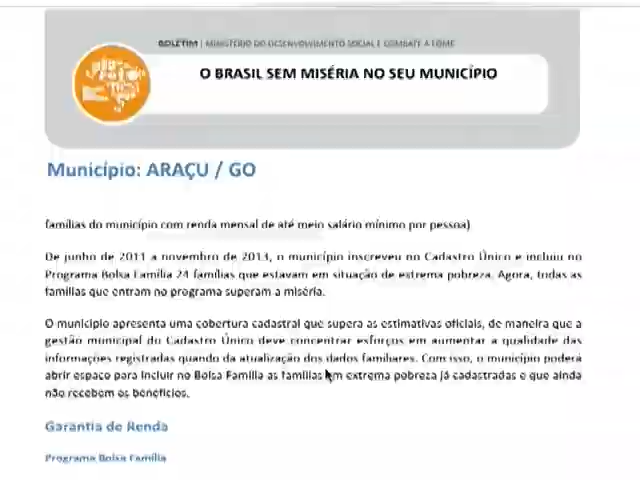 BOLETIM | MINISTÉRIO DO DESENVOLVIMENTO SOCIAL E COMBATE À FOME
O BRASIL SEM MISÉRIA NO SEU MUNICÍPIO
Município: ARAÇU / GO
famílias do município com renda mensal de até meio salário mínimo por pessoa)
De junho de 2011 a novembro de 2013, o município inscreveu no Cadastro Único e incluiu no
Programa Bolsa Família 24 famílias que estavam em situação de extrema pobreza. Agora, todas as
famílias que entram no programa superam a miséria.
O município apresenta uma cobertura cadastral que supera as estimativas oficiais, de maneira que a
gestão municipal do Cadastro Único deve concentrar esforços em aumentar a qualidade das
informações registradas quando da atualização dos dados familiares. Com isso, o município poderá
abrir espaço para incluir no Bolsa Família as famílias em extrema pobreza já cadastradas e que ainda
não recebem os benefícios.
Garantia de Renda
Programa Bolsa Família